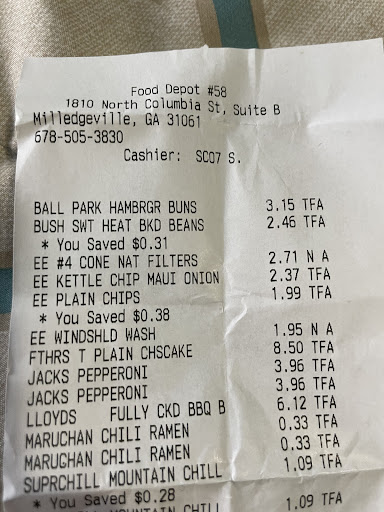 Food Depot #58
1810 North Columbia St, Suite B
Milledgeville, GA 31061
678-505-3830
Cashier: SC07 S.
BALL PARK HAMBRGR BUNS 3.15 TFA
BUSH SWT HEAT BKD BEANS 2.46 TFA
* You Saved $0.31
EE #4 CONE NAT FILTERS 2.71 N A
EE KETTLE CHIP MAUI ONION 2.37 TFA
EE PLAIN CHIPS 1.99 TFA
* You Saved $0.38
EE WINDSHLD WASH 1.95 N A
FTHRS T PLAIN CHSCAKE 8.50 TFA
JACKS PEPPERONI 3.96 TFA
JACKS PEPPERONI 3.96 TFA
LLOYDS FULLY CKD BBQ B 6.12 TFA
MARUCHAN CHILI RAMEN 0.33 TFA
MARUCHAN CHILI RAMEN 0.33 TFA
SUPRCHILL MOUNTAIN CHILL 1.09 TFA
* You Saved $0.28
MOUNTAIN CHILL 1.09 TFA